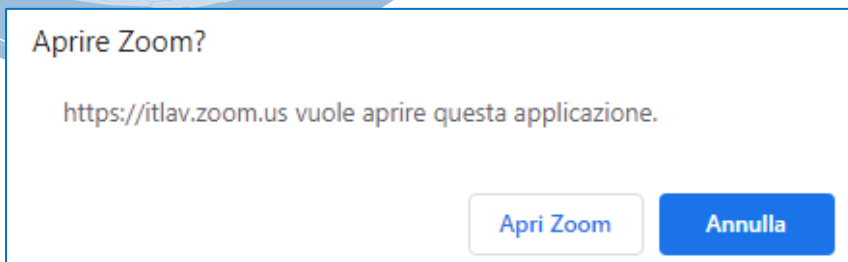 Aprire Zoom?
https://itlav.zoom.us vuole aprire questa applicazione.
Apri Zoom Annulla